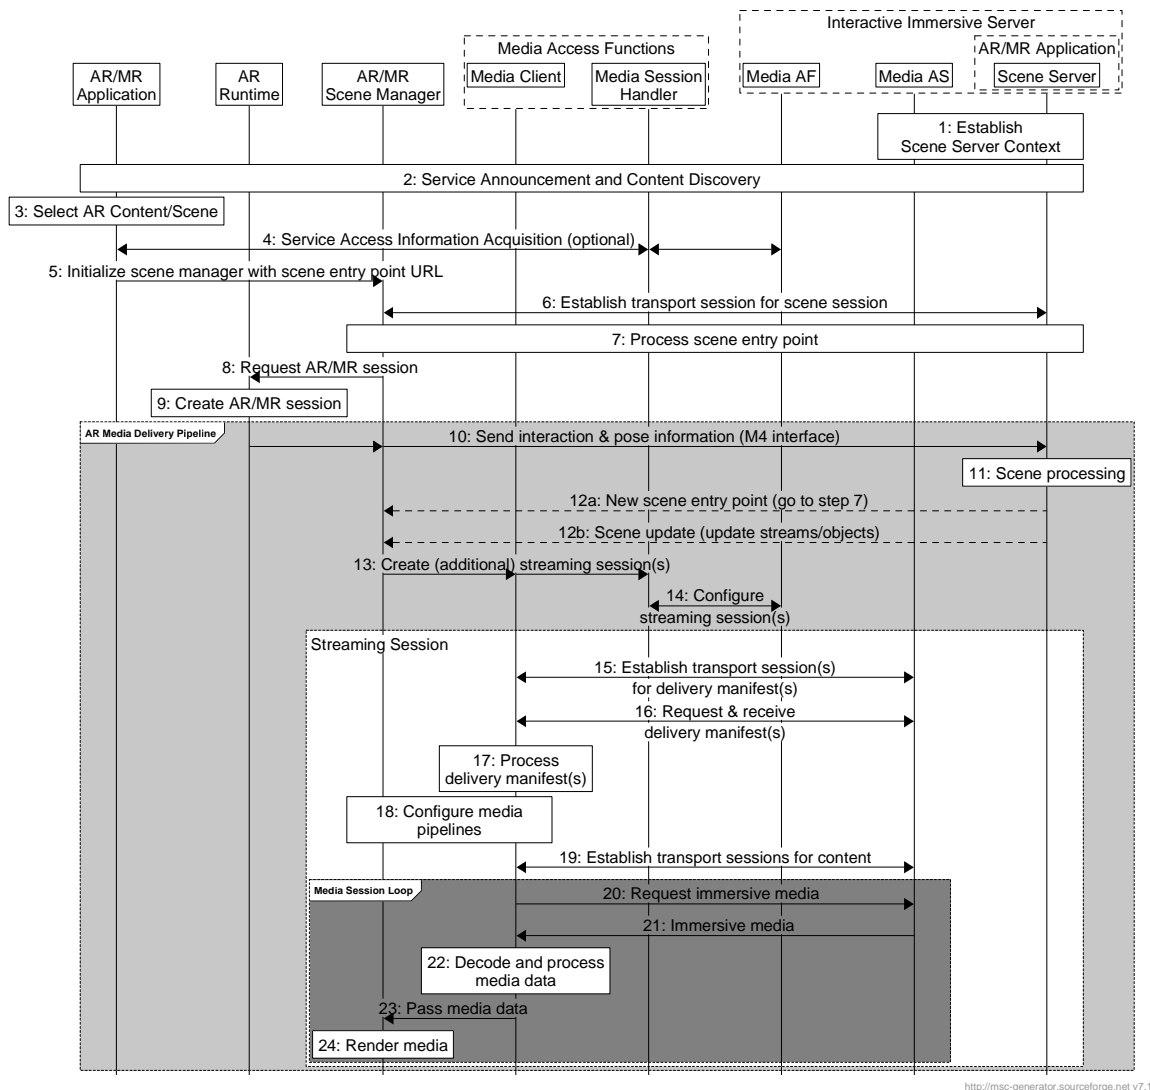 Interactive Immersive Server
Media Access Functions
AR/MR Application
AR/MR
Application
AR
Runtime
AR/MR
Scene Manager
Media Client
Media Session
Handler
Media AF
Media AS
Scene Server
1: Establish
Scene Server Context
2: Service Announcement and Content Discovery
3: Select AR Content/Scene
4: Service Access Information Acquisition (optional)
5: Initialize scene manager with scene entry point URL
6: Establish transport session for scene session
7: Process scene entry point
8: Request AR/MR session
9: Create AR/MR session
AR Media Delivery Pipeline
10: Send interaction & pose information (M4 interface)
11: Scene processing
12a: New scene entry point (go to step 7)
12b: Scene update (update streams/objects)
13: Create (additional) streaming session(s)
14: Configure
streaming session(s)
Streaming Session
15: Establish transport session(s)
for delivery manifest(s)
16: Request & receive
delivery manifest(s)
17: Process
delivery manifest(s)
18: Configure media
pipelines
19: Establish transport sessions for content
Media Session Loop
20: Request immersive media
21: Immersive media
22: Decode and process
media data
23: Pass media data
24: Render media
http://msc-generator.sourceforge.net v7.1